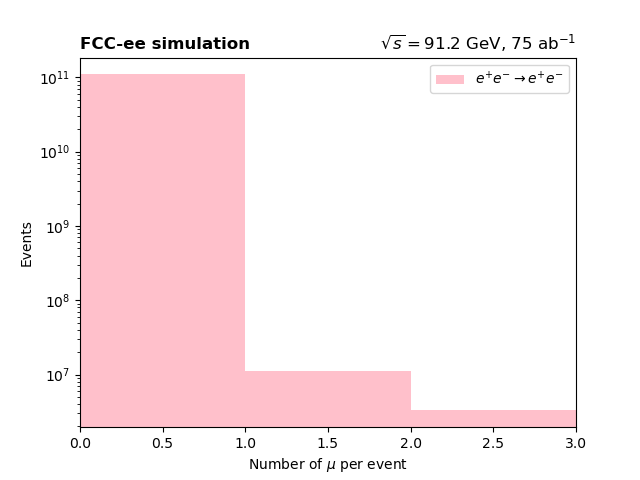 FCC-ee simulation
√s = 91.2 GeV, 75 ab⁻¹
e⁺e⁻ → e⁺e⁻
10¹¹
10¹⁰
10⁹
10⁸
10⁷
Events
0.0 0.5 1.0 1.5 2.0 2.5 3.0
Number of μ per event